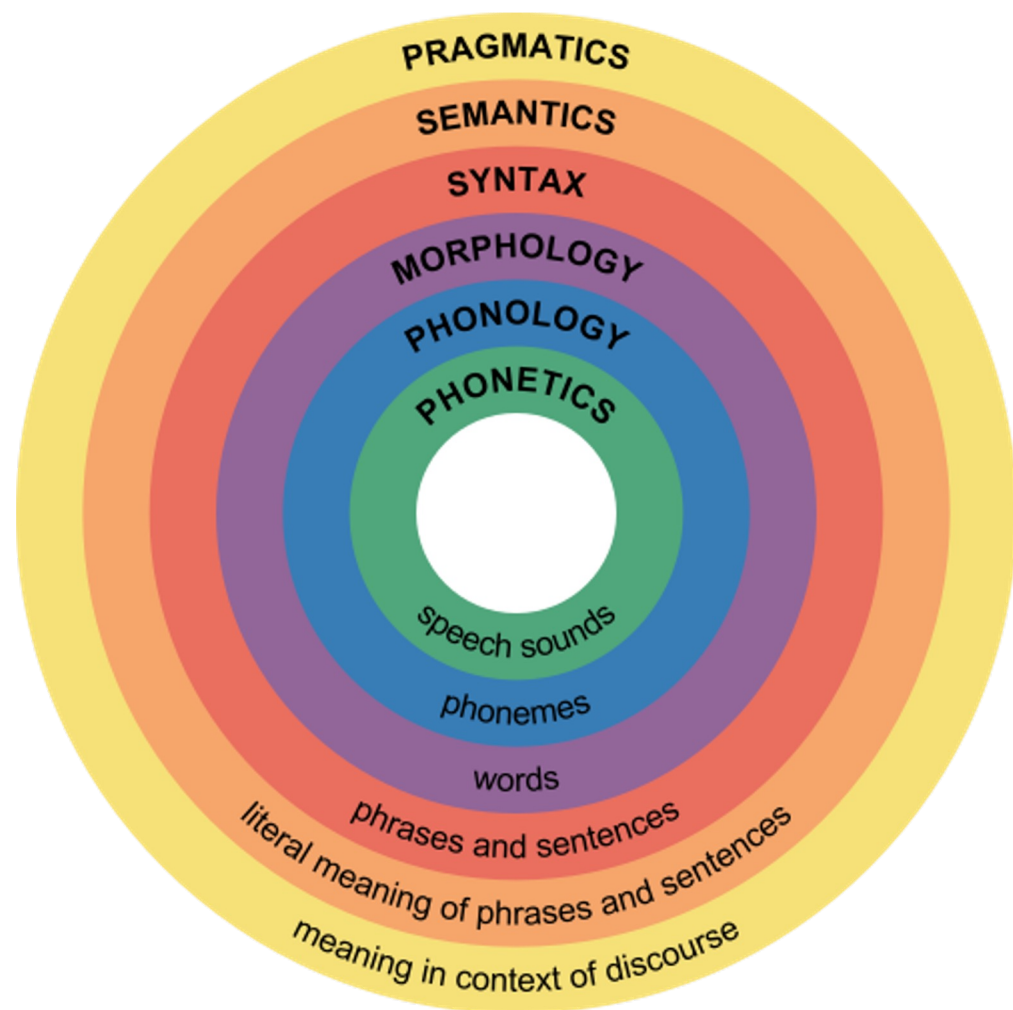 PRAGMATICS
SEMANTICS
SYNTAX
MORPHOLOGY
PHONOLOGY
PHONETICS
speech sounds
phonemes
words
phrases and sentences
literal meaning of phrases and sentences
meaning in context of discourse